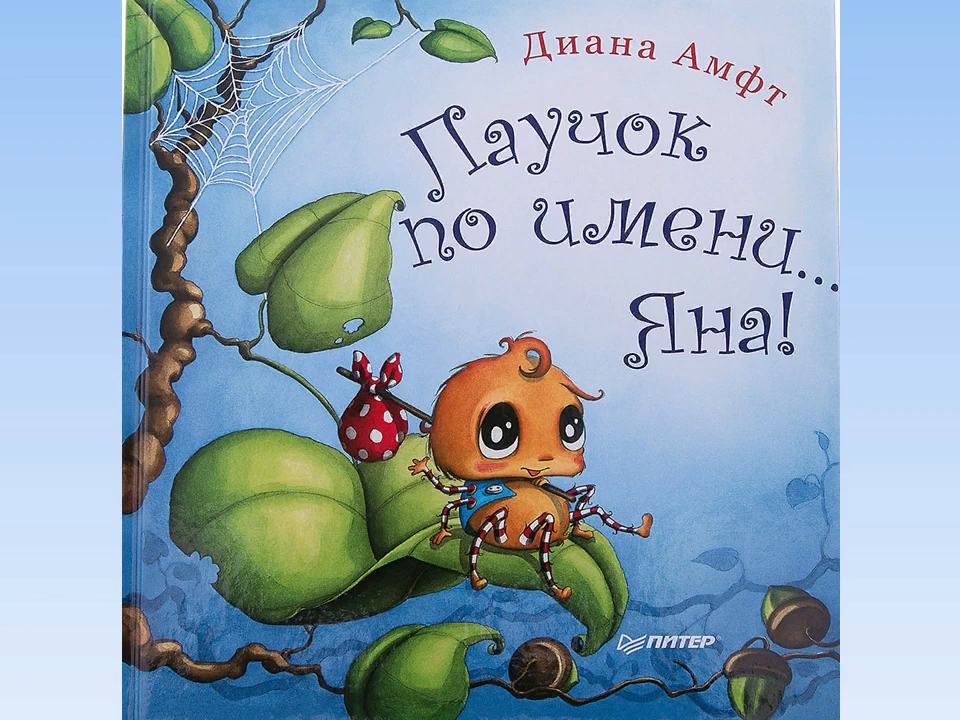 Диана Амфт
Паучок
по имени...
Яна!
ПИТЕР®